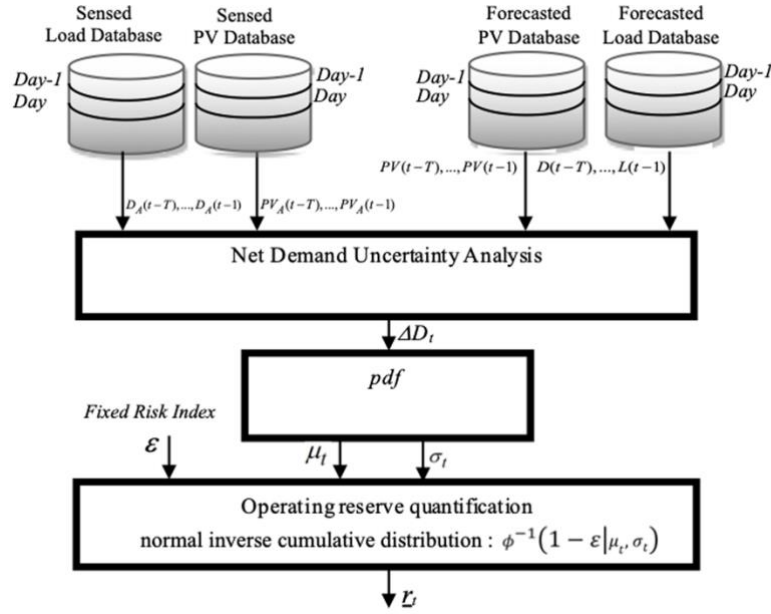 Sensed
Load Database
Sensed
PV Database
Forecasted
PV Database
Forecasted
Load Database
Day-1
Day
Day-1
Day
Day-1
Day
Day-1
Day
PV(t−T),...,PV(t−1)
D(t−T),...,L(t−1)
D_A(t−T),...,D_A(t−1)
PV_A(t−T),...,PV_A(t−1)
Net Demand Uncertainty Analysis
ΔD_t
pdf
Fixed Risk Index
ε
μ_t
σ_t
Operating reserve quantification
normal inverse cumulative distribution : ϕ⁻¹(1 − ε|μ_t, σ_t)
r_t